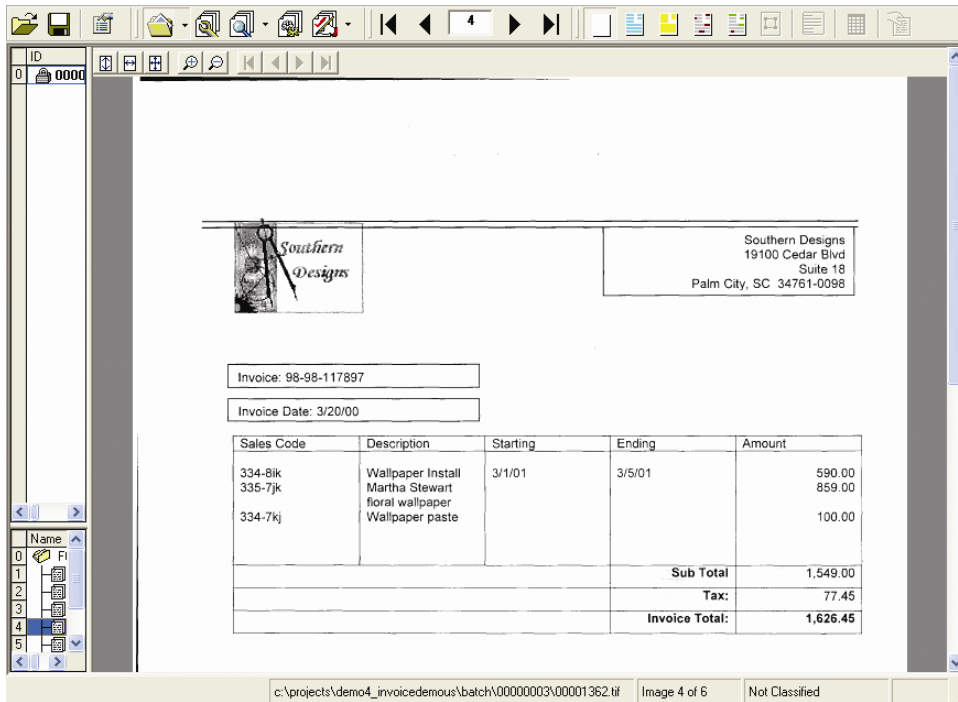 4
ID
0 0000
Southern
Designs
Southern Designs
19100 Cedar Blvd
Suite 18
Palm City, SC 34761-0098
Invoice: 98-98-117897
Invoice Date: 3/20/00
Sales Code Description Starting Ending Amount
334-8ik Wallpaper Install 3/1/01 3/5/01 590.00
335-7jk Martha Stewart 859.00
floral wallpaper
334-7kj Wallpaper paste 100.00
Sub Total 1,549.00
Tax: 77.45
Invoice Total: 1,626.45
Name
0
1
2
3
4
5
c:\projects\demo4_invoicedemous\batch\00000003\00001362.tif Image 4 of 6 Not Classified